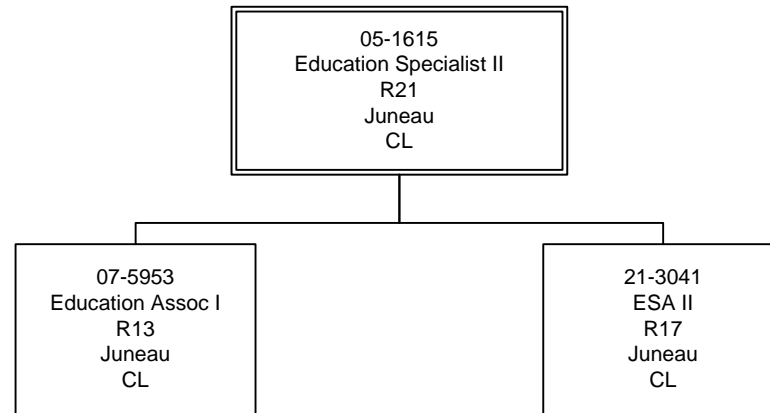 05-1615
Education Specialist II
R21
Juneau
CL
07-5953
Education Assoc I
R13
Juneau
CL
21-3041
ESA II
R17
Juneau
CL